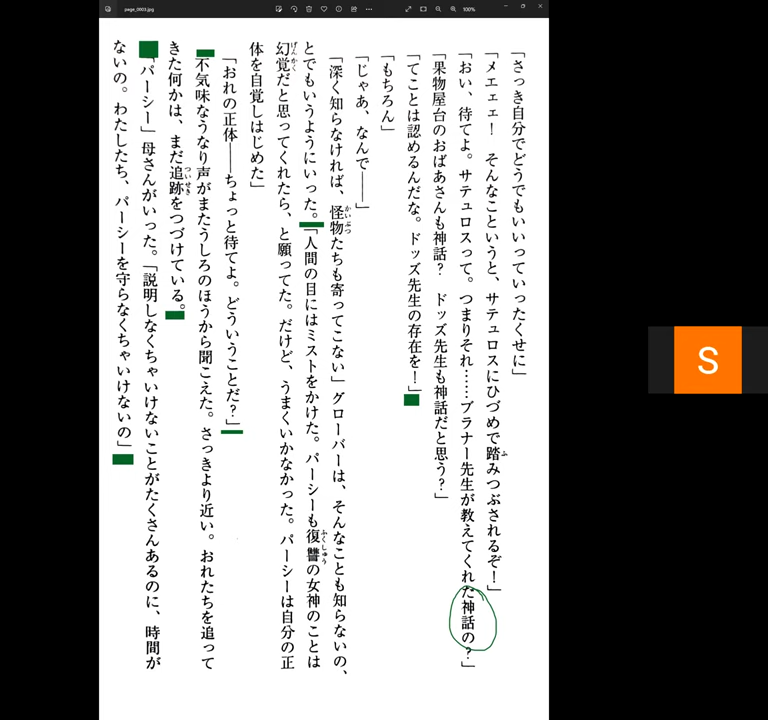 page_0003.jpg
100%
「さっき自分でどうでもいいっていったくせに」
「メエェェ！　そんなこというと、サテュロスにひづめで踏みつぶされるぞ！」
「おい、待てよ。サテュロスって。つまりそれ……ブラナー先生が教えてくれた神話の？」
「果物屋台のおばあさんも神話？　ドッズ先生も神話だと思う？」
「てことは認めるんだな。ドッズ先生の存在を！」
「もちろん」
「じゃあ、なんで――」
「深く知らなければ、怪物たちも寄ってこない」グローバーは、そんなことも知らないの、
とでもいうようにいった。「人間の目にはミストをかけた。パーシーも復讐の女神のことは
幻覚だと思ってくれたら、と願ってた。だけど、うまくいかなかった。パーシーは自分の正
体を自覚しはじめた」
「おれの正体――ちょっと待てよ。どういうことだ？」
不気味なうなり声がまたうしろのほうから聞こえた。さっきより近い。おれたちを追って
きた何かは、まだ追跡をつづけている。
「パーシー」母さんがいった。「説明しなくちゃいけないことがたくさんあるのに、時間が
ないの。わたしたち、パーシーを守らなくちゃいけないの」
S